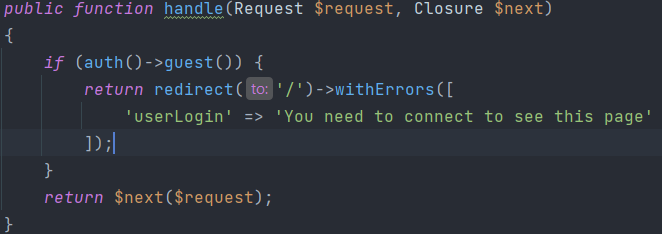 public function handle(Request $request, Closure $next)
{
    if (auth()->guest()) {
        return redirect( to: '/')->withErrors([
            'userLogin' => 'You need to connect to see this page'
        ]);
    }
    return $next($request);
}